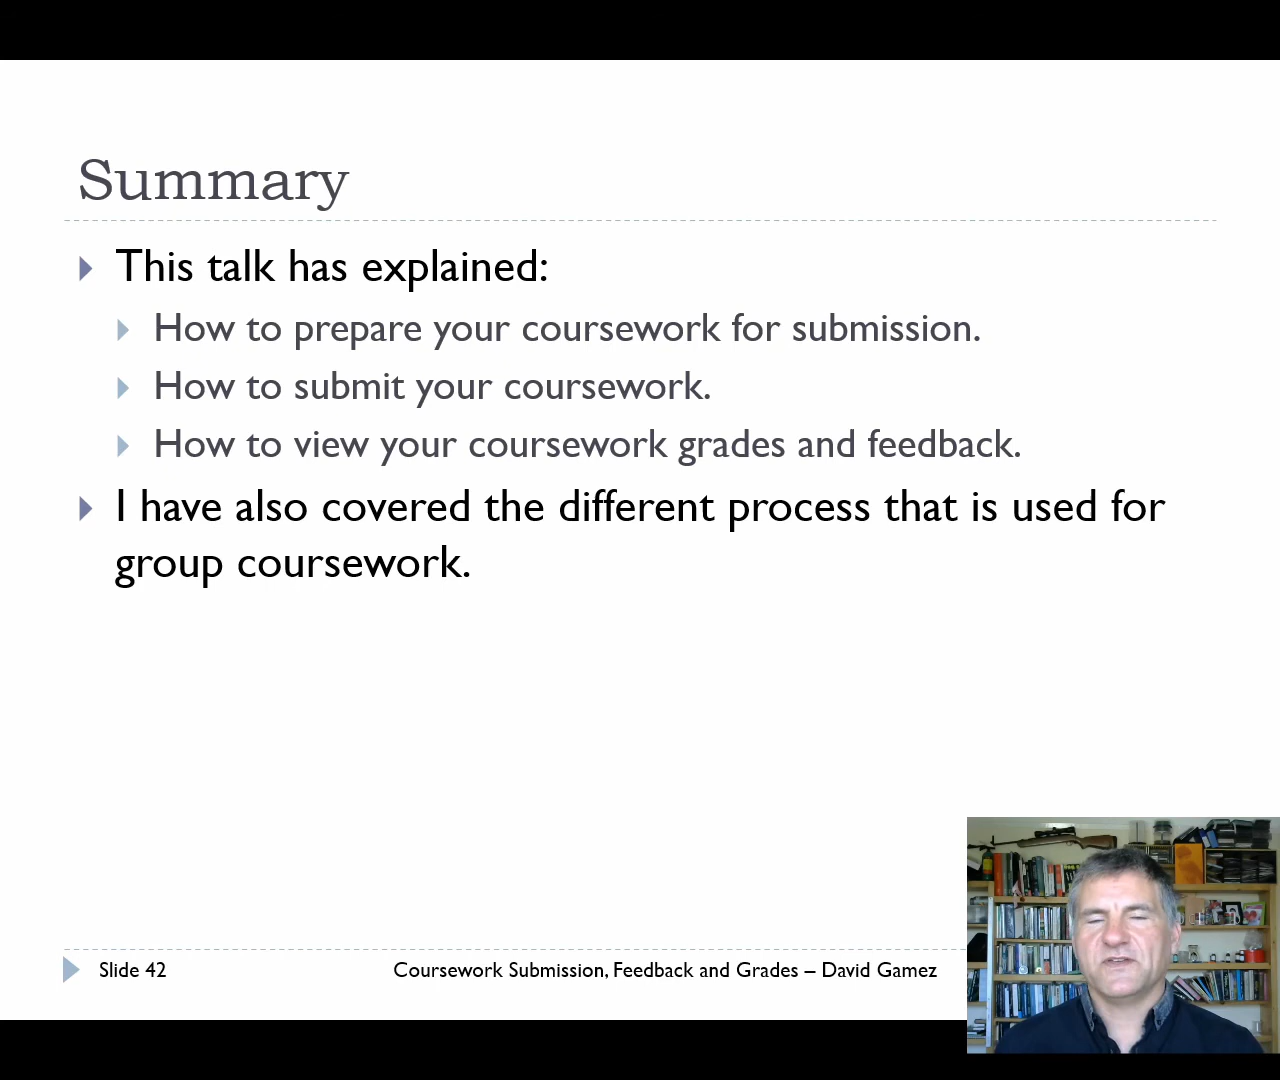 Summary
This talk has explained:
How to prepare your coursework for submission.
How to submit your coursework.
How to view your coursework grades and feedback.
I have also covered the different process that is used for
group coursework.
Slide 42
Coursework Submission, Feedback and Grades – David Gamez